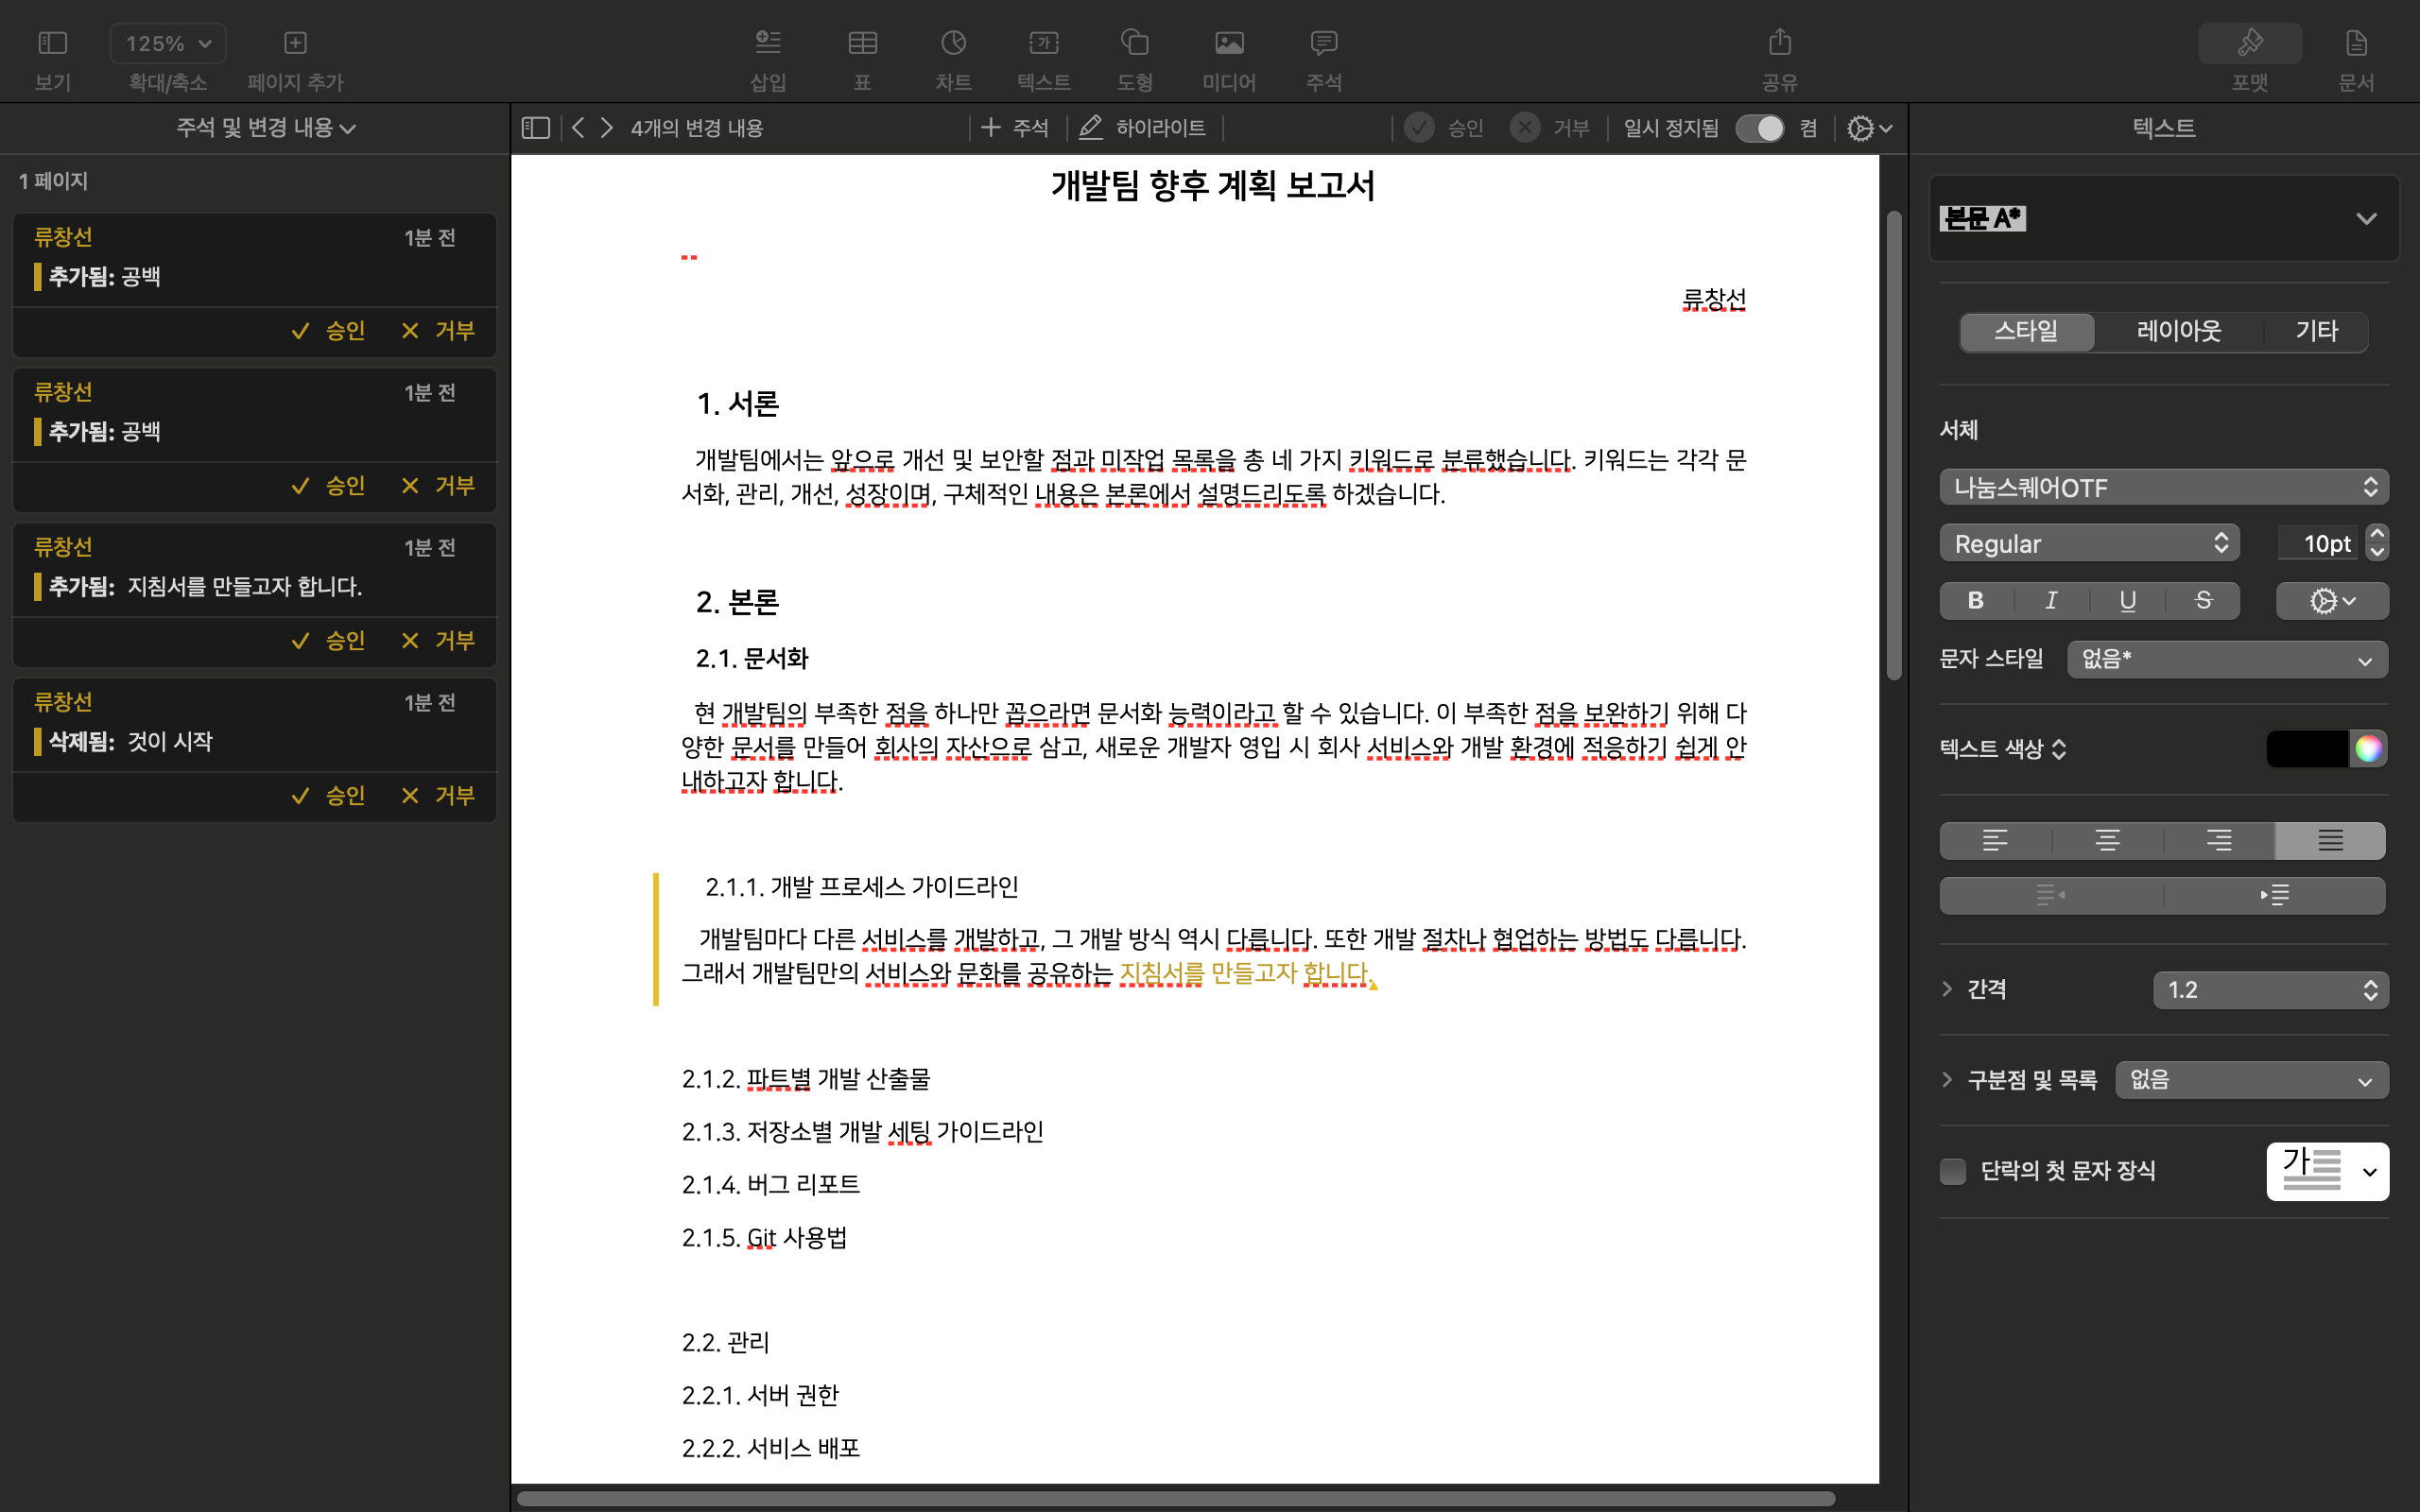 보기
125%
확대/축소
페이지 추가
삽입
표
차트
가
텍스트
도형
미디어
주석
공유
포맷
문서
주석 및 변경 내용
1 페이지
류창선 1분 전
추가됨: 공백
승인 거부
류창선 1분 전
추가됨: 공백
승인 거부
류창선 1분 전
추가됨: 지침서를 만들고자 합니다.
승인 거부
류창선 1분 전
삭제됨: 것이 시작
승인 거부
4개의 변경 내용
주석
하이라이트
승인
거부
일시 정지됨
켬
개발팀 향후 계획 보고서
류창선
1. 서론
개발팀에서는 앞으로 개선 및 보안할 점과 미작업 목록을 총 네 가지 키워드로 분류했습니다. 키워드는 각각 문
서화, 관리, 개선, 성장이며, 구체적인 내용은 본론에서 설명드리도록 하겠습니다.
2. 본론
2.1. 문서화
현 개발팀의 부족한 점을 하나만 꼽으라면 문서화 능력이라고 할 수 있습니다. 이 부족한 점을 보완하기 위해 다
양한 문서를 만들어 회사의 자산으로 삼고, 새로운 개발자 영입 시 회사 서비스와 개발 환경에 적응하기 쉽게 안
내하고자 합니다.
2.1.1. 개발 프로세스 가이드라인
개발팀마다 다른 서비스를 개발하고, 그 개발 방식 역시 다릅니다. 또한 개발 절차나 협업하는 방법도 다릅니다.
그래서 개발팀만의 서비스와 문화를 공유하는 지침서를 만들고자 합니다.
2.1.2. 파트별 개발 산출물
2.1.3. 저장소별 개발 세팅 가이드라인
2.1.4. 버그 리포트
2.1.5. Git 사용법
2.2. 관리
2.2.1. 서버 권한
2.2.2. 서비스 배포
텍스트
본문 A*
스타일
레이아웃
기타
서체
나눔스퀘어OTF
Regular
10pt
B I U S
문자 스타일
없음*
텍스트 색상
간격
1.2
구분점 및 목록
없음
단락의 첫 문자 장식
가